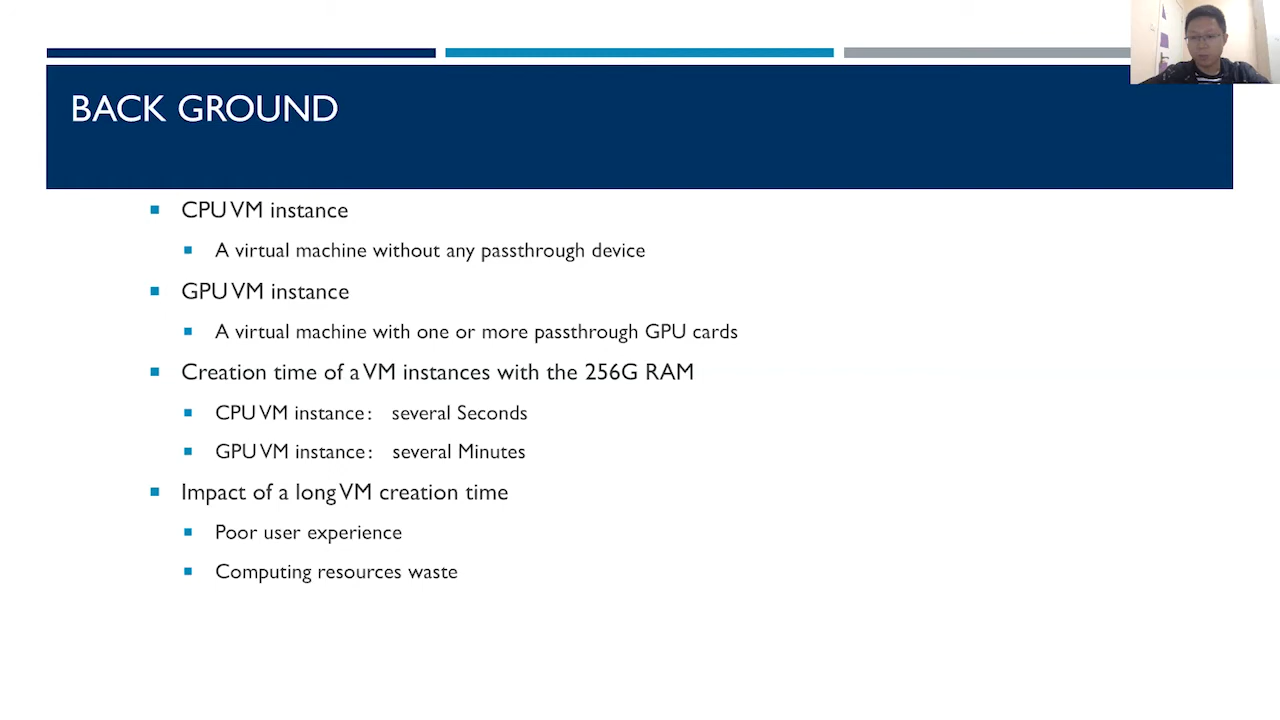 BACK GROUND
CPU VM instance
A virtual machine without any passthrough device
GPU VM instance
A virtual machine with one or more passthrough GPU cards
Creation time of a VM instances with the 256G RAM
CPU VM instance： several Seconds
GPU VM instance： several Minutes
Impact of a long VM creation time
Poor user experience
Computing resources waste